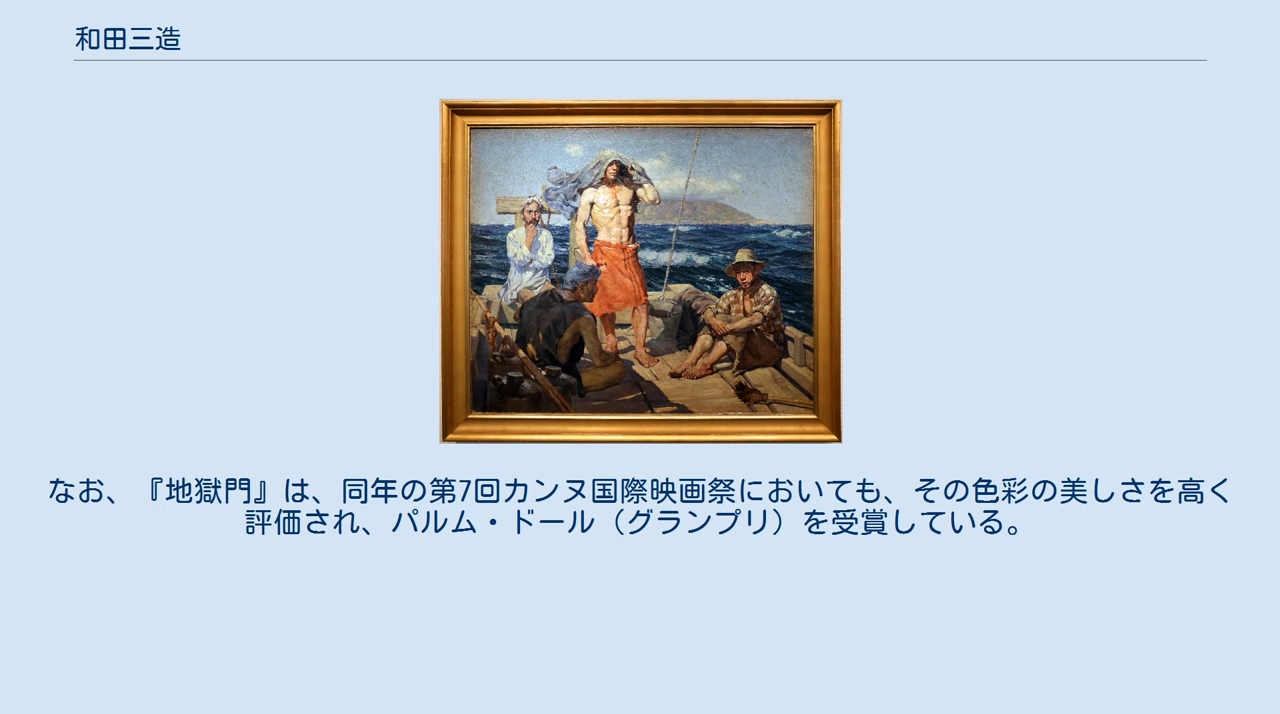 和田三造
なお、『地獄門』は、同年の第7回カンヌ国際映画祭においても、その色彩の美しさを高く
評価され、パルム・ドール（グランプリ）を受賞している。